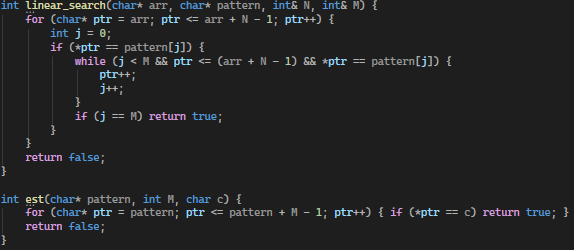 int linear_search(char* arr, char* pattern, int& N, int& M) {
    for (char* ptr = arr; ptr <= arr + N - 1; ptr++) {
        int j = 0;
        if (*ptr == pattern[j]) {
            while (j < M && ptr <= (arr + N - 1) && *ptr == pattern[j]) {
                ptr++;
                j++;
            }
            if (j == M) return true;
        }
    }
    return false;
}

int est(char* pattern, int M, char c) {
    for (char* ptr = pattern; ptr <= pattern + M - 1; ptr++) { if (*ptr == c) return true; }
    return false;
}